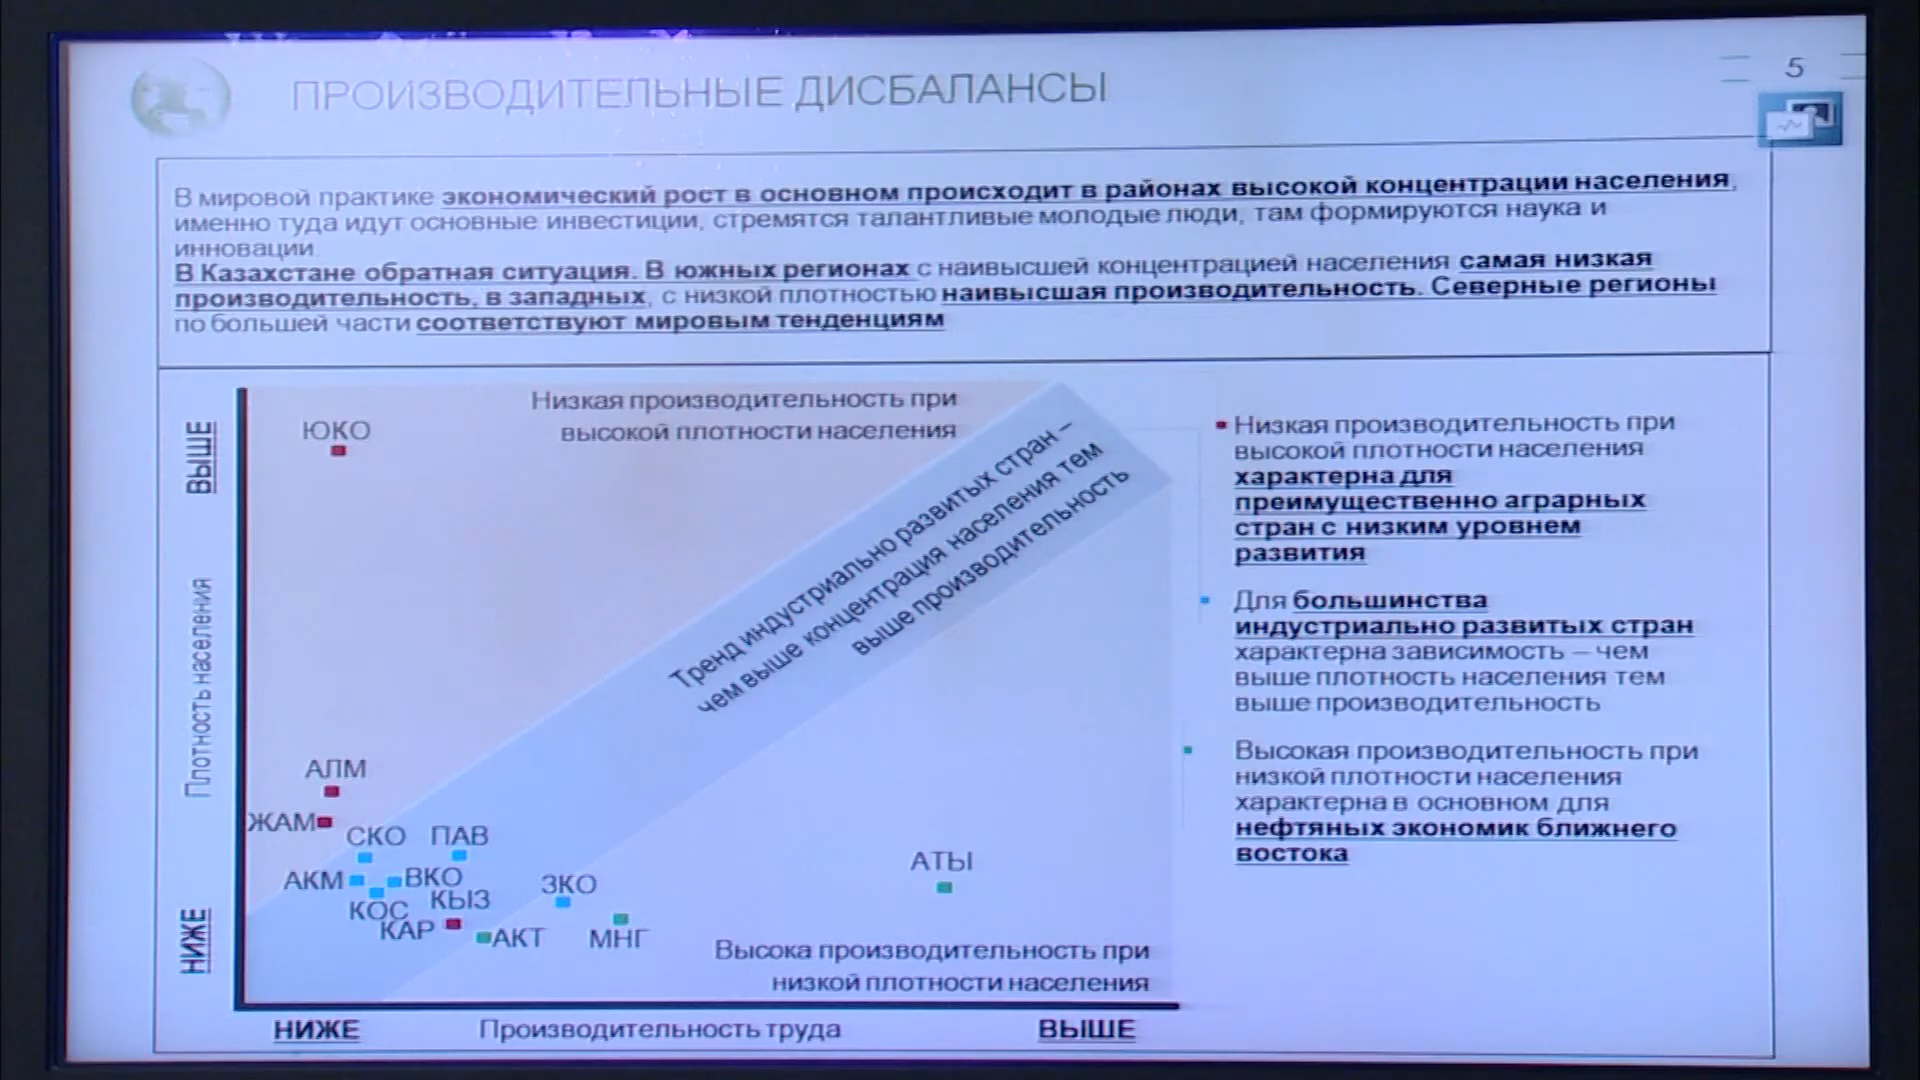 ПРОИЗВОДИТЕЛЬНЫЕ ДИСБАЛАНСЫ
5
В мировой практике экономический рост в основном происходит в районах высокой концентрации населения,
именно туда идут основные инвестиции, стремятся талантливые молодые люди, там формируются наука и
инновации.
В Казахстане обратная ситуация. В южных регионах с наивысшей концентрацией населения самая низкая
производительность, в западных, с низкой плотностью наивысшая производительность. Северные регионы
по большей части соответствуют мировым тенденциям
ВЫШЕ
Плотность населения
НИЖЕ
Низкая производительность при
высокой плотности населения
ЮКО
Тренд индустриально развитых стран –
чем выше концентрация населения тем
выше производительность
АЛМ
ЖАМ
СКО ПАВ
АКМ ВКО
КОС КЫЗ
КАР
АКТ
ЗКО
МНГ
АТЫ
Высока производительность при
низкой плотности населения
НИЖЕ Производительность труда ВЫШЕ
Низкая производительность при
высокой плотности населения
характерна для
преимущественно аграрных
стран с низким уровнем
развития
Для большинства
индустриально развитых стран
характерна зависимость – чем
выше плотность населения тем
выше производительность
Высокая производительность при
низкой плотности населения
характерна в основном для
нефтяных экономик ближнего
востока